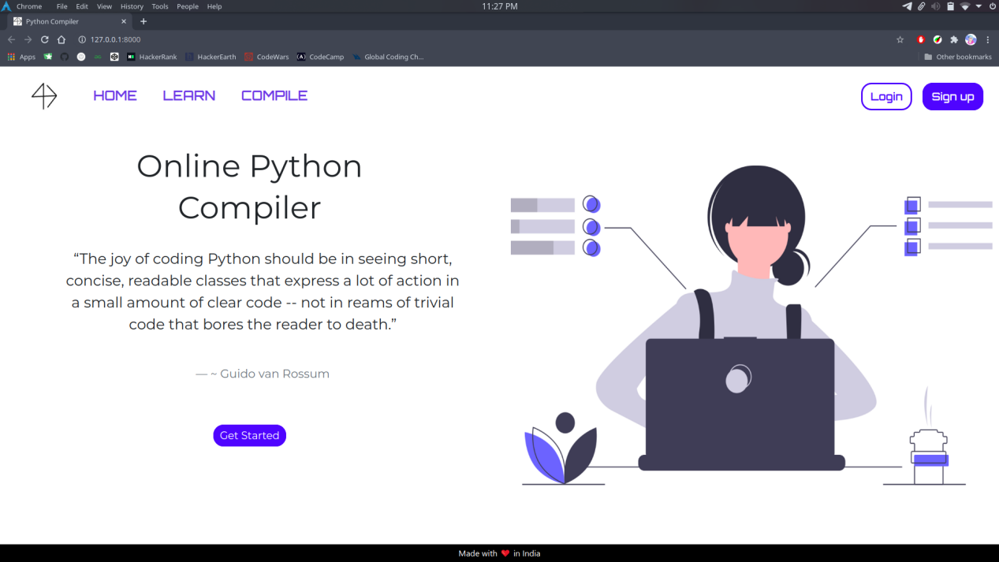 Chrome File Edit View History Tools People Help 11:27 PM
Python Compiler
127.0.0.1:8000
Apps HackerRank HackerEarth CodeWars CodeCamp Global Coding Ch... Other bookmarks
HOME LEARN COMPILE Login Sign up
Online Python
Compiler
“The joy of coding Python should be in seeing short,
concise, readable classes that express a lot of action in
a small amount of clear code -- not in reams of trivial
code that bores the reader to death.”
— ~ Guido van Rossum
Get Started
Made with ❤ in India